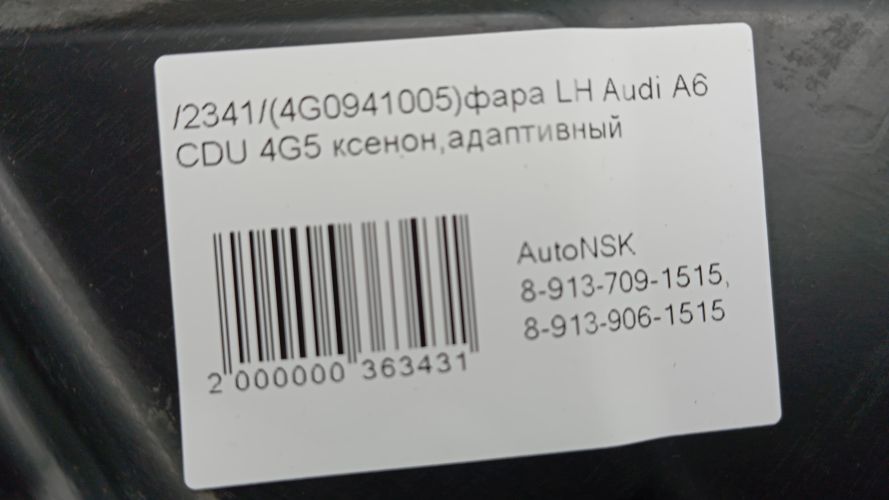 /2341/(4G0941005)фара LH Audi A6
CDU 4G5 ксенон,адаптивный
AutoNSK
8-913-709-1515,
8-913-906-1515
2 000000 363431